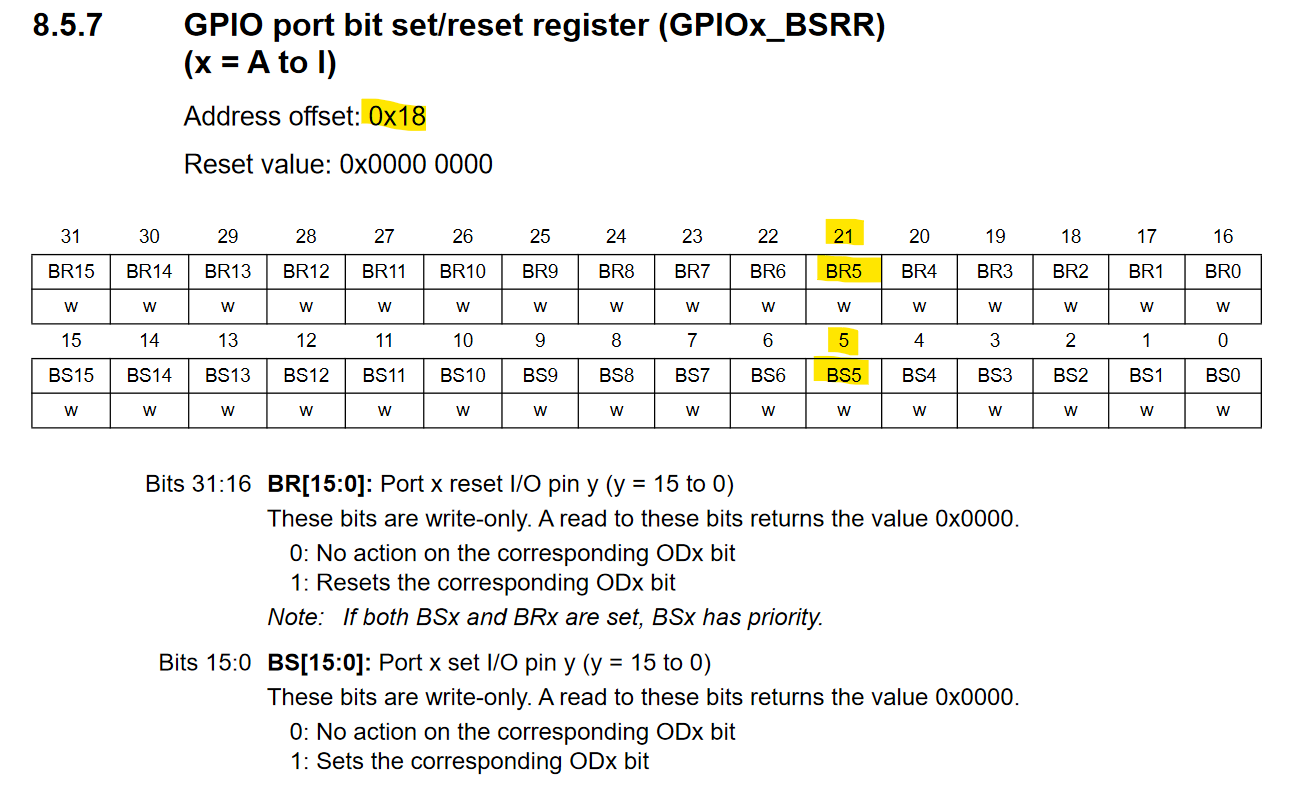 8.5.7 GPIO port bit set/reset register (GPIOx_BSRR)
(x = A to I)
Address offset: 0x18
Reset value: 0x0000 0000
31 30 29 28 27 26 25 24 23 22 21 20 19 18 17 16
BR15 BR14 BR13 BR12 BR11 BR10 BR9 BR8 BR7 BR6 BR5 BR4 BR3 BR2 BR1 BR0
w w w w w w w w w w w w w w w w
15 14 13 12 11 10 9 8 7 6 5 4 3 2 1 0
BS15 BS14 BS13 BS12 BS11 BS10 BS9 BS8 BS7 BS6 BS5 BS4 BS3 BS2 BS1 BS0
w w w w w w w w w w w w w w w w
Bits 31:16 BR[15:0]: Port x reset I/O pin y (y = 15 to 0)
These bits are write-only. A read to these bits returns the value 0x0000.
0: No action on the corresponding ODx bit
1: Resets the corresponding ODx bit
Note: If both BSx and BRx are set, BSx has priority.
Bits 15:0 BS[15:0]: Port x set I/O pin y (y = 15 to 0)
These bits are write-only. A read to these bits returns the value 0x0000.
0: No action on the corresponding ODx bit
1: Sets the corresponding ODx bit